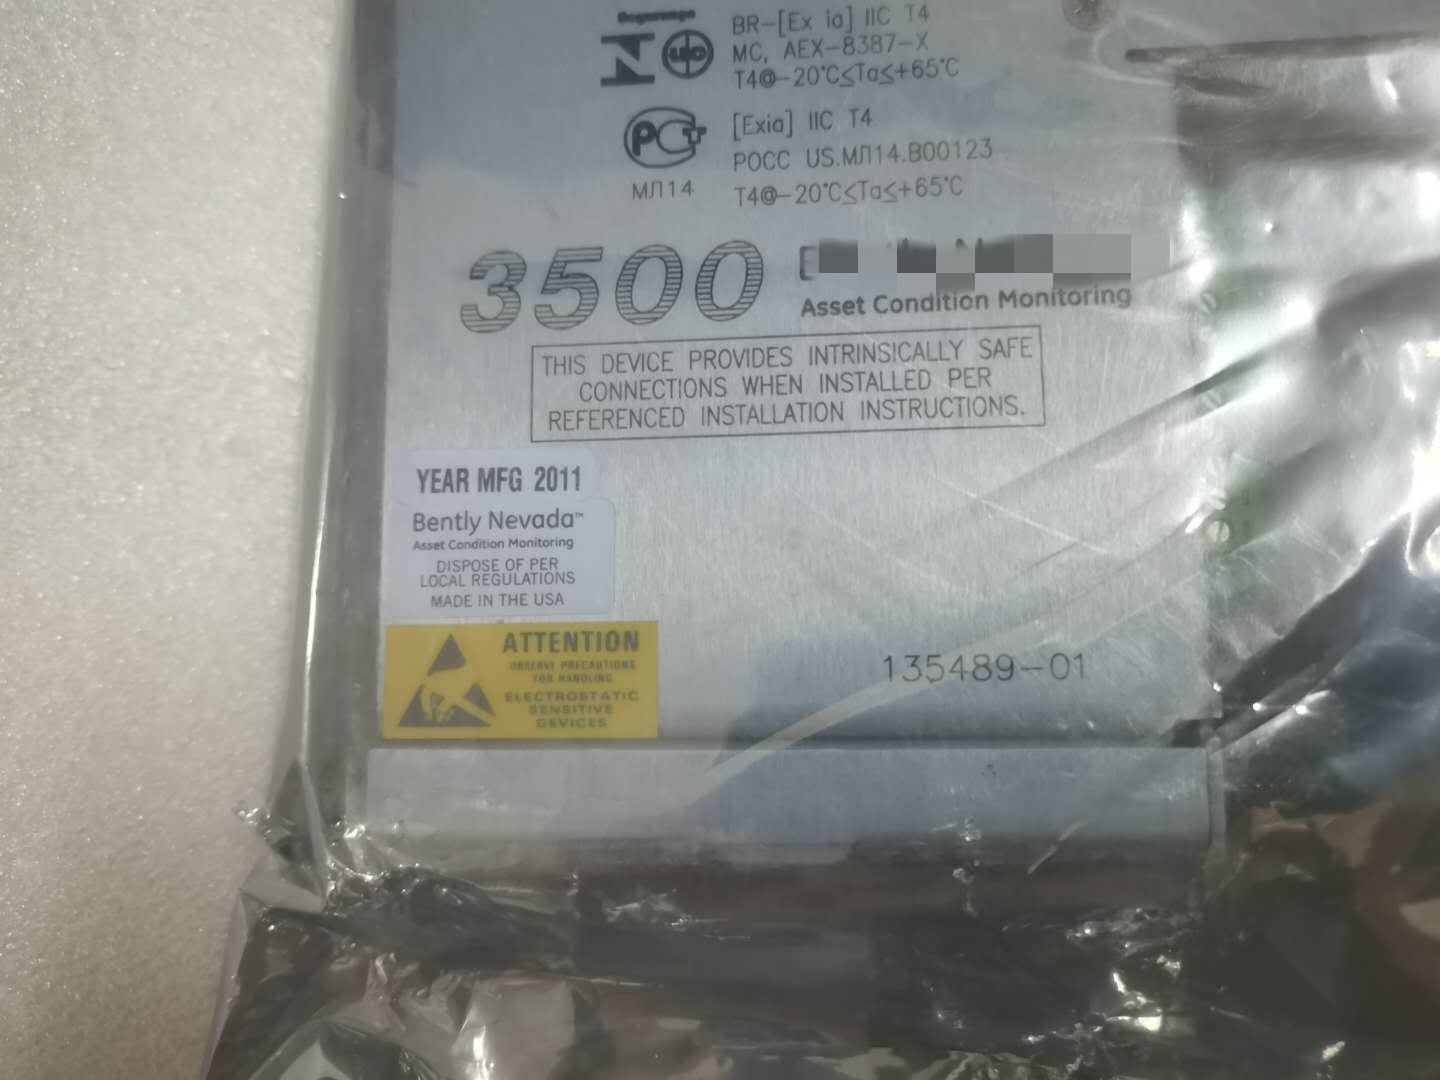 Segurança
BR-[Ex ia] IIC T4
MC, AEX-8387-X
T4@-20°C≤Ta≤+65°C
[Exia] IIC T4
POCC US.МЛ14.B00123
МЛ14
T4@-20°C≤Ta≤+65°C
3500
Asset Condition Monitoring
THIS DEVICE PROVIDES INTRINSICALLY SAFE
CONNECTIONS WHEN INSTALLED PER
REFERENCED INSTALLATION INSTRUCTIONS.
YEAR MFG 2011
Bently Nevada™
Asset Condition Monitoring
DISPOSE OF PER
LOCAL REGULATIONS
MADE IN THE USA
ATTENTION
OBSERVE PRECAUTIONS
FOR HANDLING
ELECTROSTATIC
SENSITIVE
DEVICES
135489-01